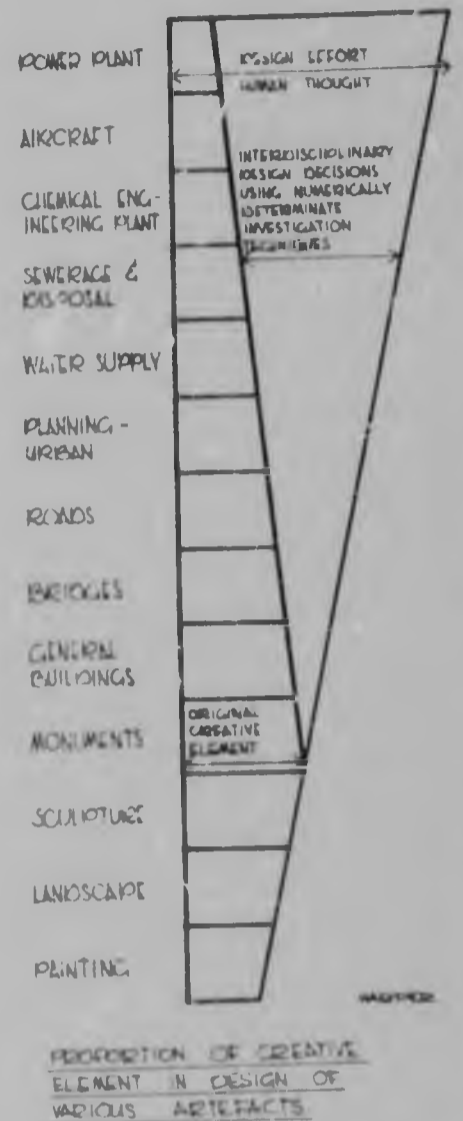 POWER PLANT
DESIGN EFFORT
HUMAN THOUGHT
AIRCRAFT
INTERDISCIPLINARY
DESIGN DECISIONS
USING NUMERICALLY
DETERMINATE
INVESTIGATION
TECHNIQUES
CHEMICAL ENG-
INEERING PLANT
SEWERAGE &
DISPOSAL
WATER SUPPLY
PLANNING -
URBAN
ROADS
BRIDGES
GENERAL
BUILDINGS
MONUMENTS
ORIGINAL
CREATIVE
ELEMENT
SCULPTURE
LANDSCAPE
PAINTING
PROPORTION OF CREATIVE
ELEMENT IN DESIGN OF
VARIOUS ARTEFACTS